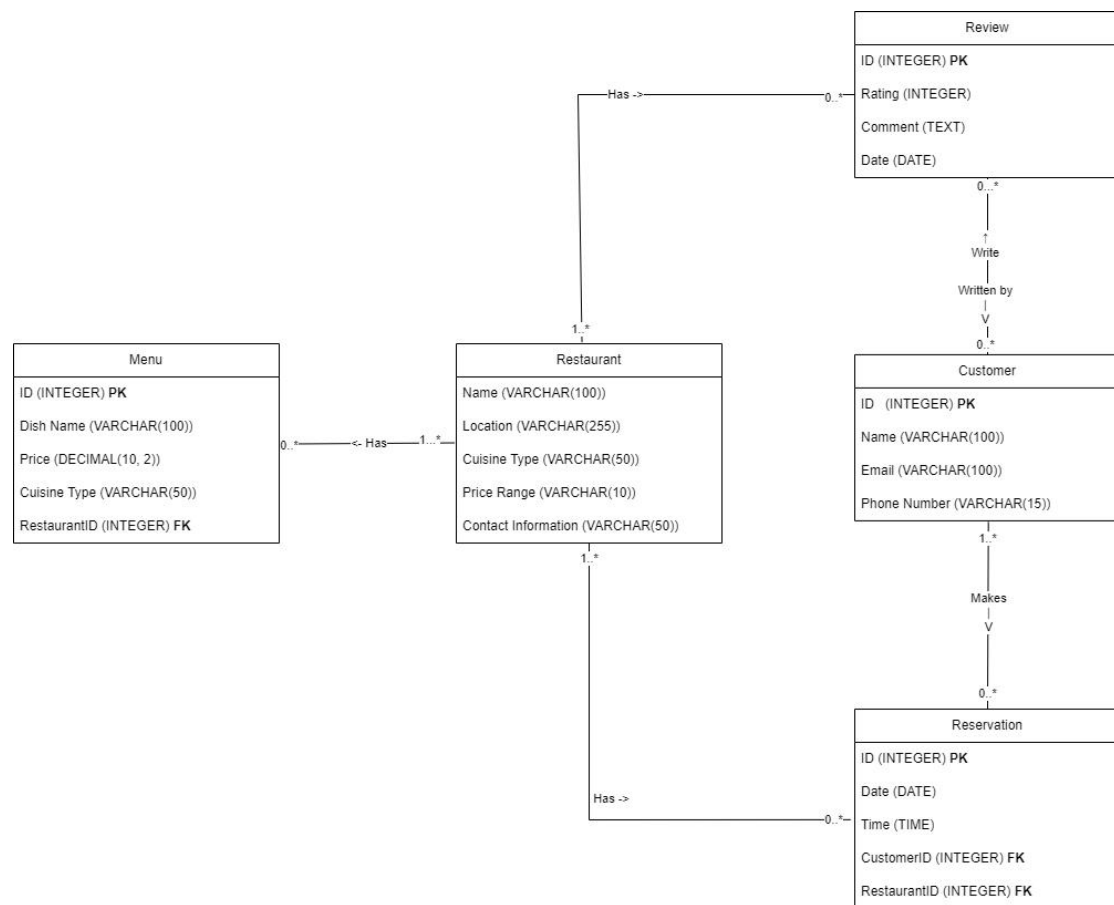 Review
ID (INTEGER) PK
Rating (INTEGER)
Comment (TEXT)
Date (DATE)
Has ->
0..*
1..*
0...*
↑
Write
Written by
|
V
0..*
Menu
ID (INTEGER) PK
Dish Name (VARCHAR(100))
Price (DECIMAL(10, 2))
Cuisine Type (VARCHAR(50))
RestaurantID (INTEGER) FK
0..*
<- Has
1...*
Restaurant
Name (VARCHAR(100))
Location (VARCHAR(255))
Cuisine Type (VARCHAR(50))
Price Range (VARCHAR(10))
Contact Information (VARCHAR(50))
Customer
ID (INTEGER) PK
Name (VARCHAR(100))
Email (VARCHAR(100))
Phone Number (VARCHAR(15))
1..*
Makes
|
V
0..*
1..*
Has ->
0..*
Reservation
ID (INTEGER) PK
Date (DATE)
Time (TIME)
CustomerID (INTEGER) FK
RestaurantID (INTEGER) FK